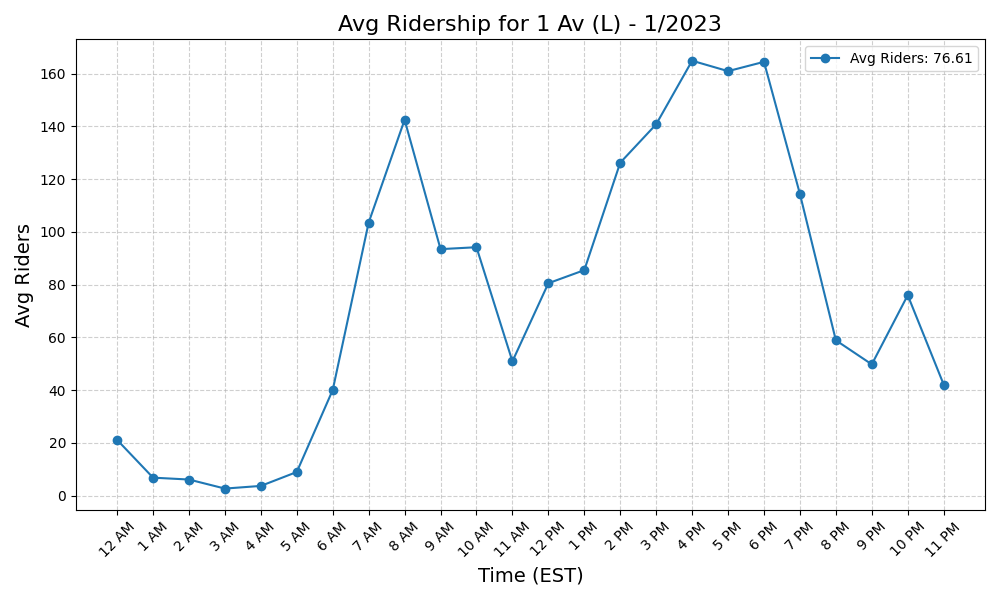 Avg Ridership for 1 Av (L) - 1/2023
Avg Riders: 76.61
Avg Riders
160
140
120
100
80
60
40
20
0
12 AM
1 AM
2 AM
3 AM
4 AM
5 AM
6 AM
7 AM
8 AM
9 AM
10 AM
11 AM
12 PM
1 PM
2 PM
3 PM
4 PM
5 PM
6 PM
7 PM
8 PM
9 PM
10 PM
11 PM
Time (EST)